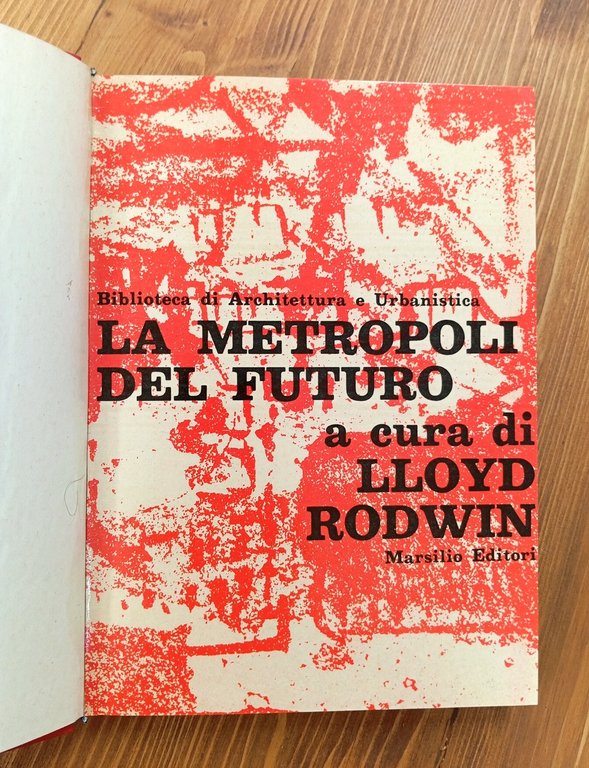 Biblioteca di Architettura e Urbanistica
LA METROPOLI
DEL FUTURO
a cura di
LLOYD
RODWIN
Marsilio Editori